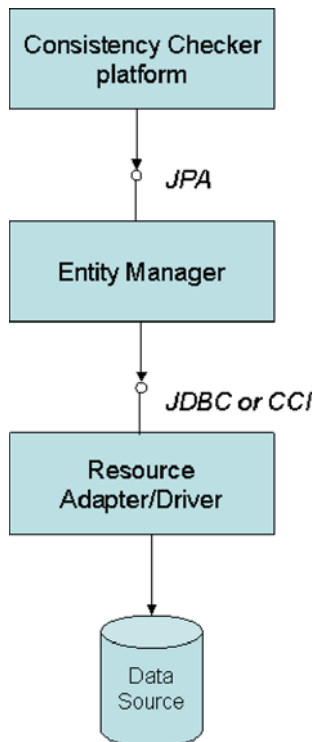 Consistency Checker
platform
JPA
Entity Manager
JDBC or CCI
Resource
Adapter/Driver
Data
Source